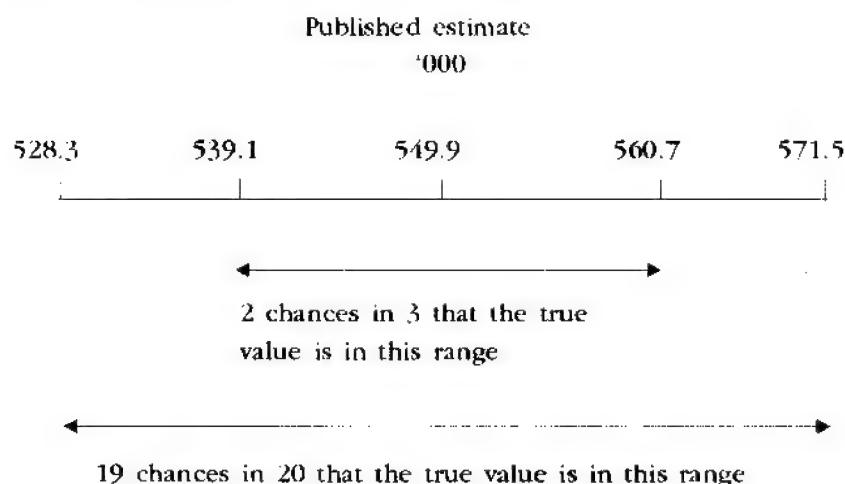 Published estimate
'000
528.3 539.1 549.9 560.7 571.5
2 chances in 3 that the true
value is in this range
19 chances in 20 that the true value is in this range